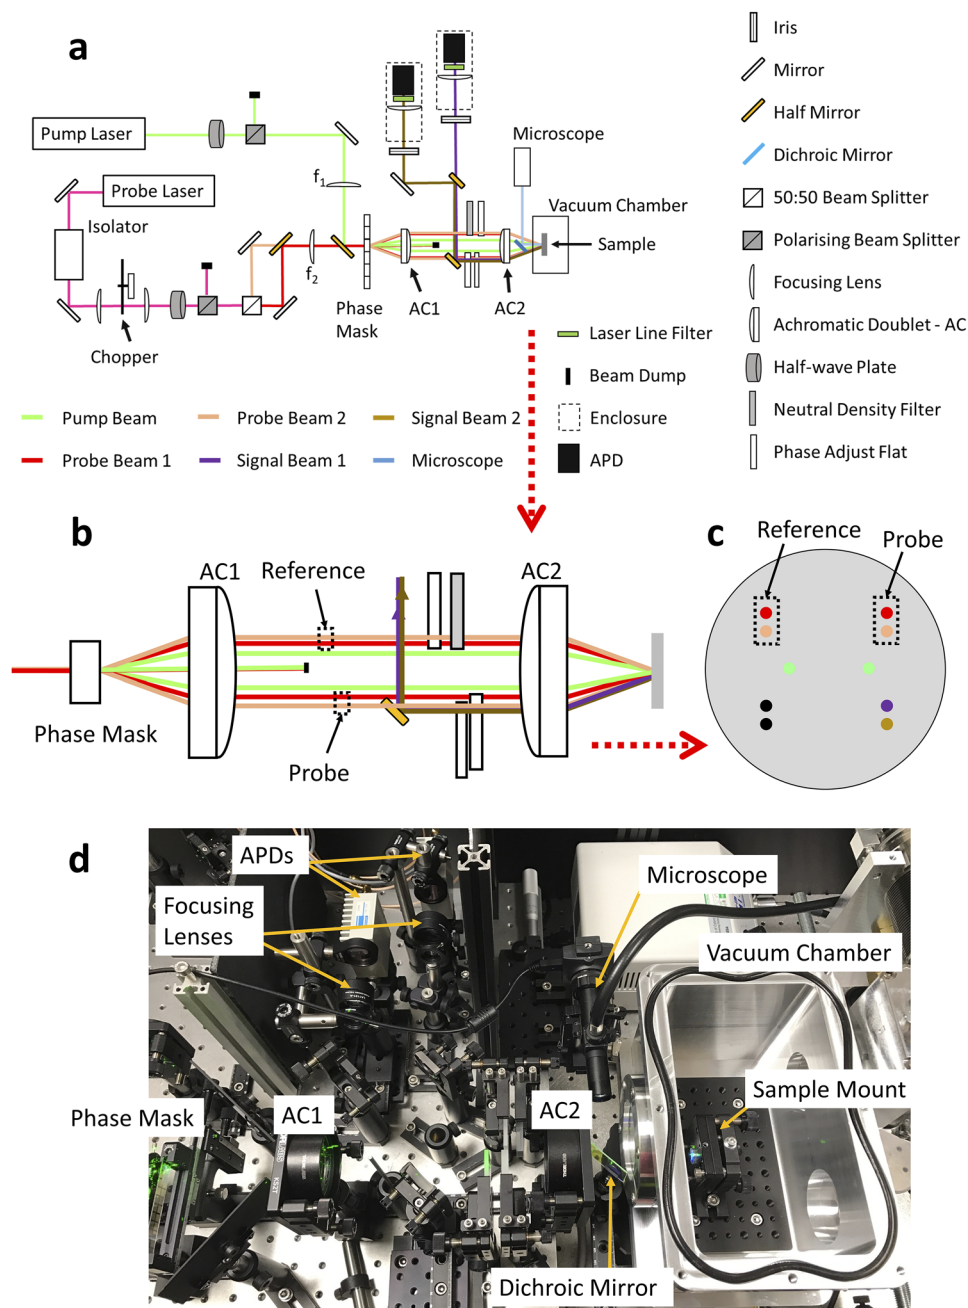 a
Pump Laser
Probe Laser
Isolator
Chopper
f1
f2
Phase
Mask
AC1
AC2
Microscope
Vacuum Chamber
Sample
Iris
Mirror
Half Mirror
Dichroic Mirror
50:50 Beam Splitter
Polarising Beam Splitter
Focusing Lens
Achromatic Doublet - AC
Half-wave Plate
Neutral Density Filter
Phase Adjust Flat
Laser Line Filter
Beam Dump
Enclosure
APD
Pump Beam
Probe Beam 2
Signal Beam 2
Probe Beam 1
Signal Beam 1
Microscope
b
AC1
Reference
AC2
Phase Mask
Probe
c
Reference
Probe
d
APDs
Focusing
Lenses
Microscope
Vacuum Chamber
Sample Mount
Phase Mask
AC1
AC2
Dichroic Mirror